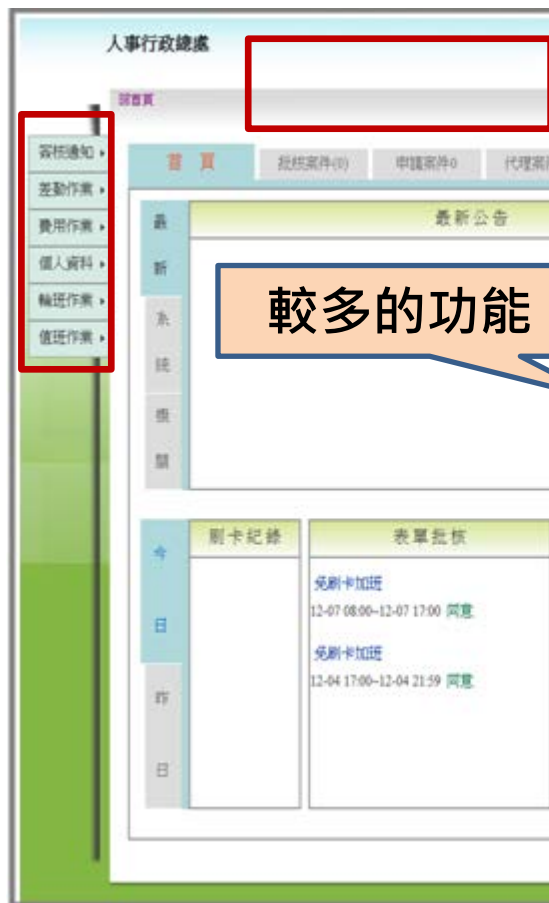 人事行政總處
回首頁
簽核通知
差勤作業
費用作業
個人資料
輪班作業
值班作業
首頁
批核案件(0)
申請案件0
代理案
最新
系統
機關
最新公告
較多的功能
今日
昨日
刷卡紀錄
表單批核
免刷卡加班
12-07 08:00~12-07 17:00 同意
免刷卡加班
12-04 17:00~12-04 21:59 同意